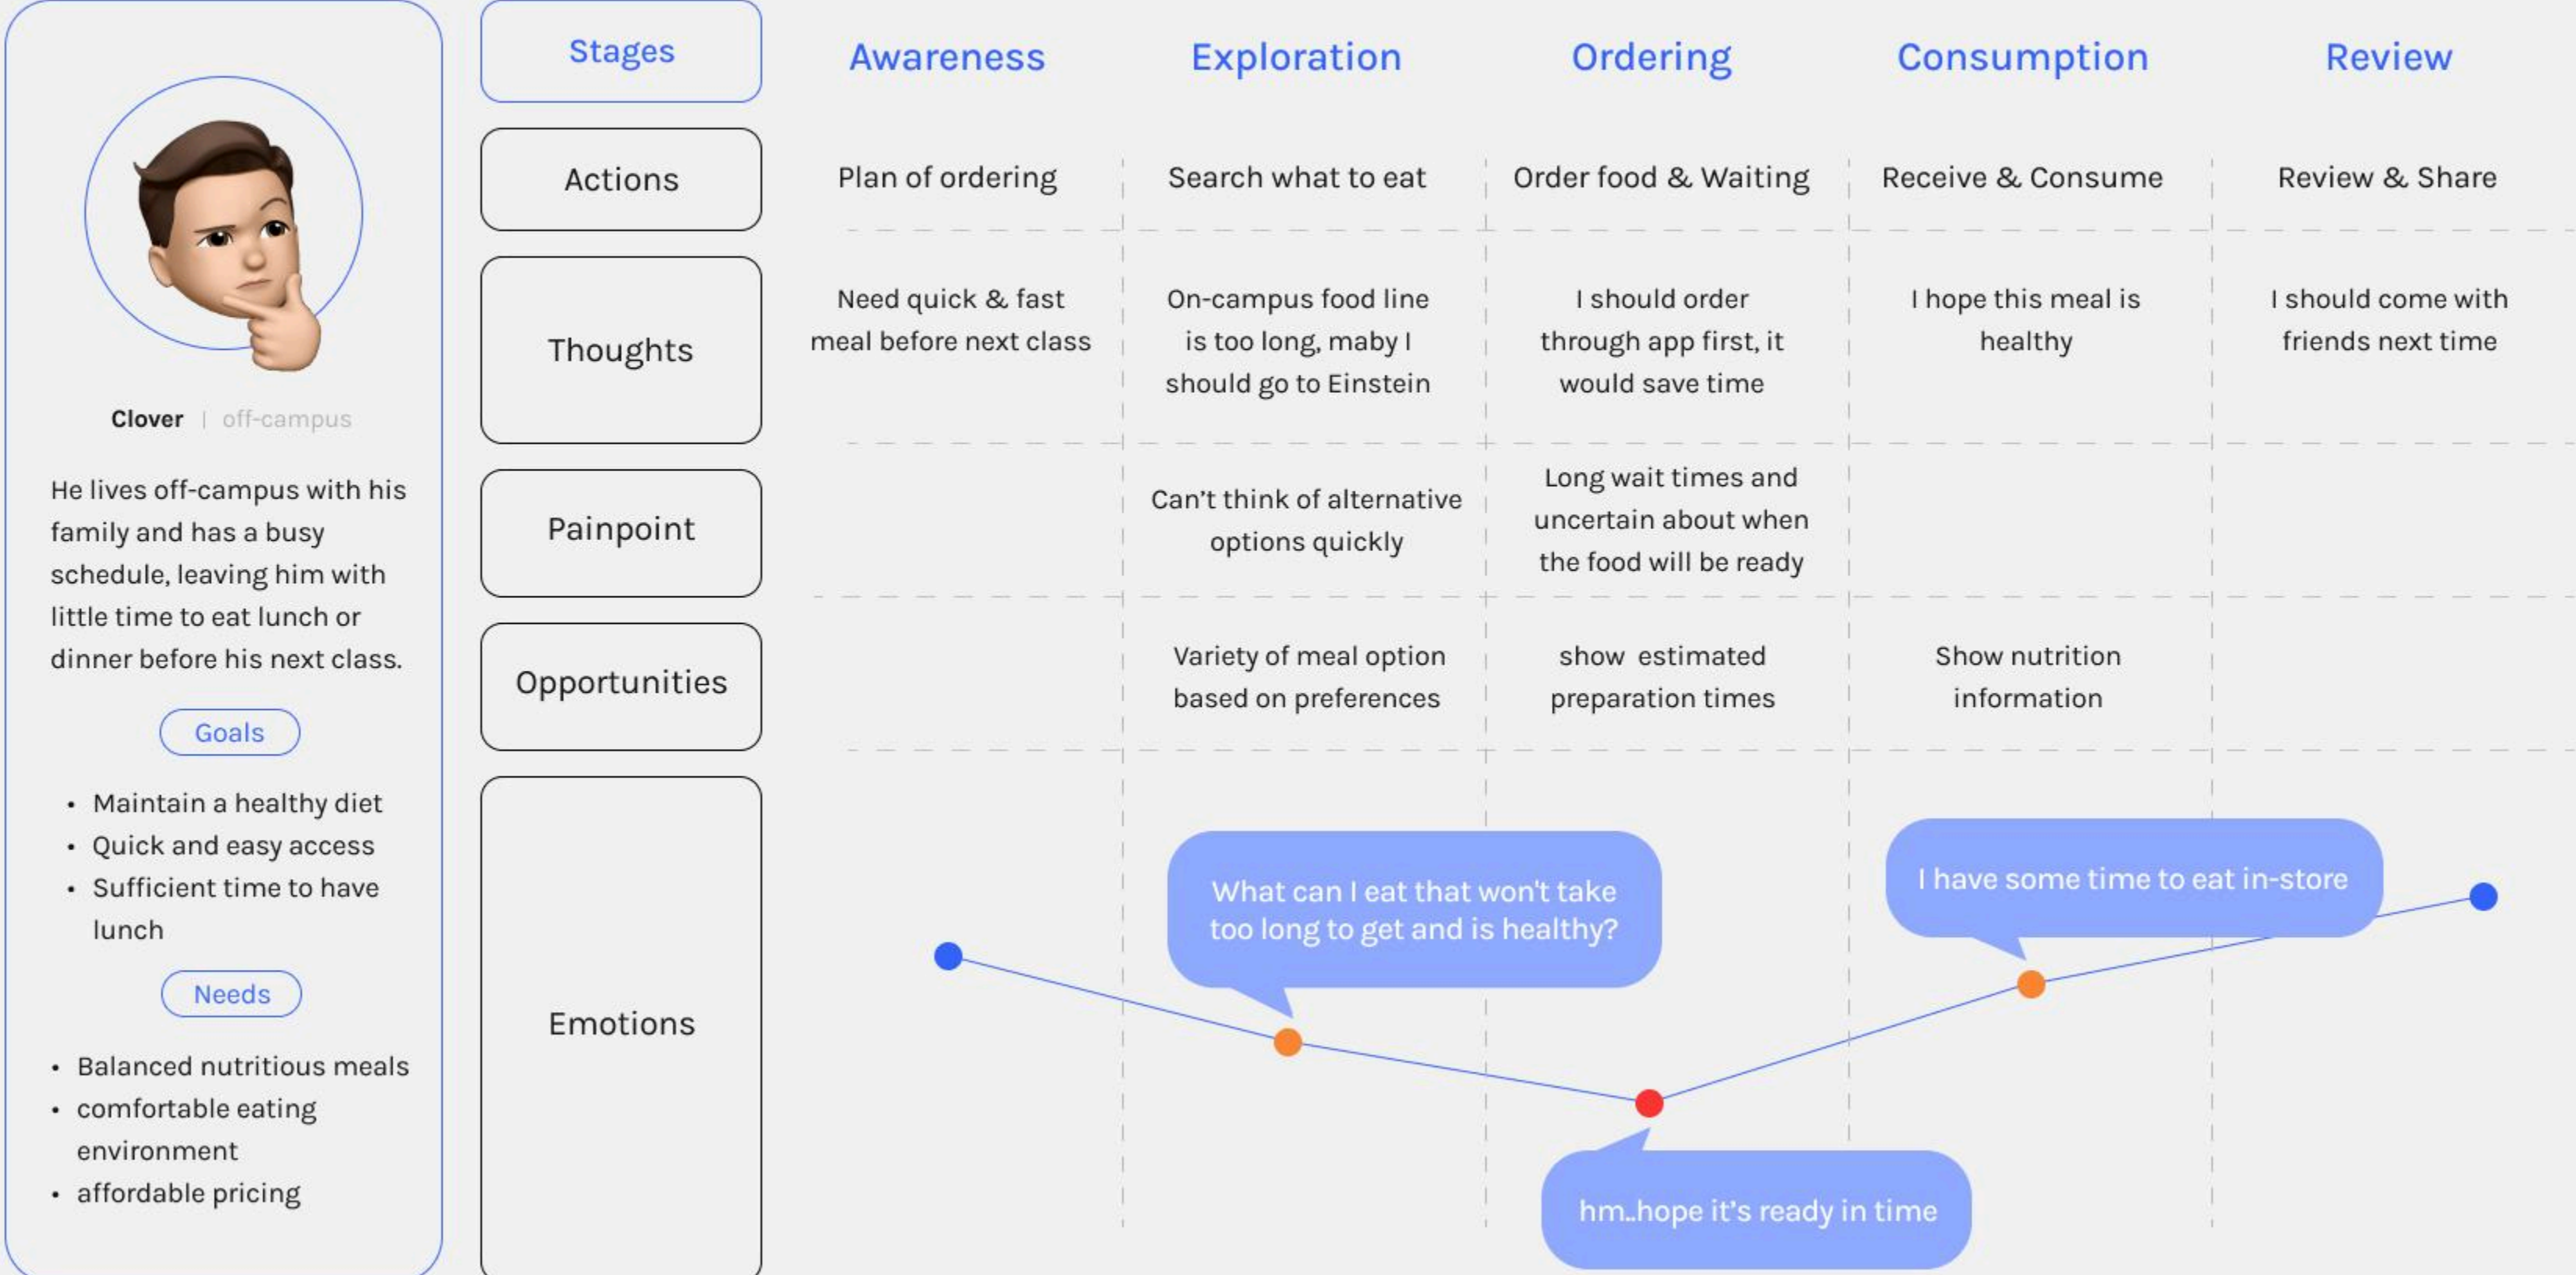 Clover | off-campus
He lives off-campus with his
family and has a busy
schedule, leaving him with
little time to eat lunch or
dinner before his next class.
Goals
• Maintain a healthy diet
• Quick and easy access
• Sufficient time to have
lunch
Needs
• Balanced nutritious meals
• comfortable eating
environment
• affordable pricing
Stages
Awareness
Exploration
Ordering
Consumption
Review
Actions
Plan of ordering
Search what to eat
Order food & Waiting
Receive & Consume
Review & Share
Thoughts
Need quick & fast
meal before next class
On-campus food line
is too long, maby I
should go to Einstein
I should order
through app first, it
would save time
I hope this meal is
healthy
I should come with
friends next time
Painpoint
Can't think of alternative
options quickly
Long wait times and
uncertain about when
the food will be ready
Opportunities
Variety of meal option
based on preferences
show estimated
preparation times
Show nutrition
information
Emotions
What can I eat that won't take
too long to get and is healthy?
hm..hope it's ready in time
I have some time to eat in-store